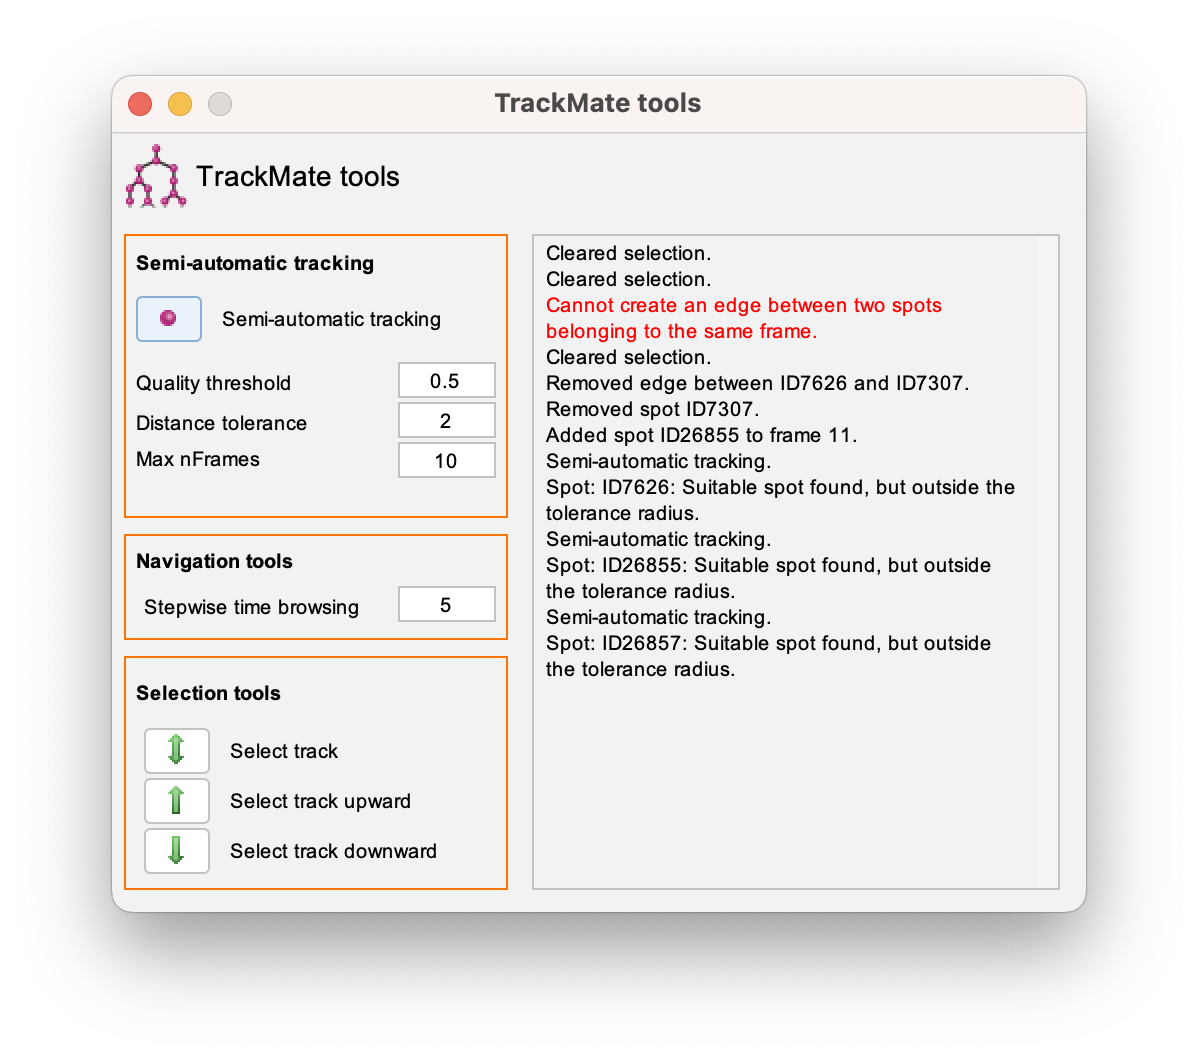 TrackMate tools
TrackMate tools
Semi-automatic tracking
Semi-automatic tracking
Quality threshold 0.5
Distance tolerance 2
Max nFrames 10
Navigation tools
Stepwise time browsing 5
Selection tools
Select track
Select track upward
Select track downward
Cleared selection.
Cleared selection.
Cannot create an edge between two spots
belonging to the same frame.
Cleared selection.
Removed edge between ID7626 and ID7307.
Removed spot ID7307.
Added spot ID26855 to frame 11.
Semi-automatic tracking.
Spot: ID7626: Suitable spot found, but outside the
tolerance radius.
Semi-automatic tracking.
Spot: ID26855: Suitable spot found, but outside
the tolerance radius.
Semi-automatic tracking.
Spot: ID26857: Suitable spot found, but outside
the tolerance radius.